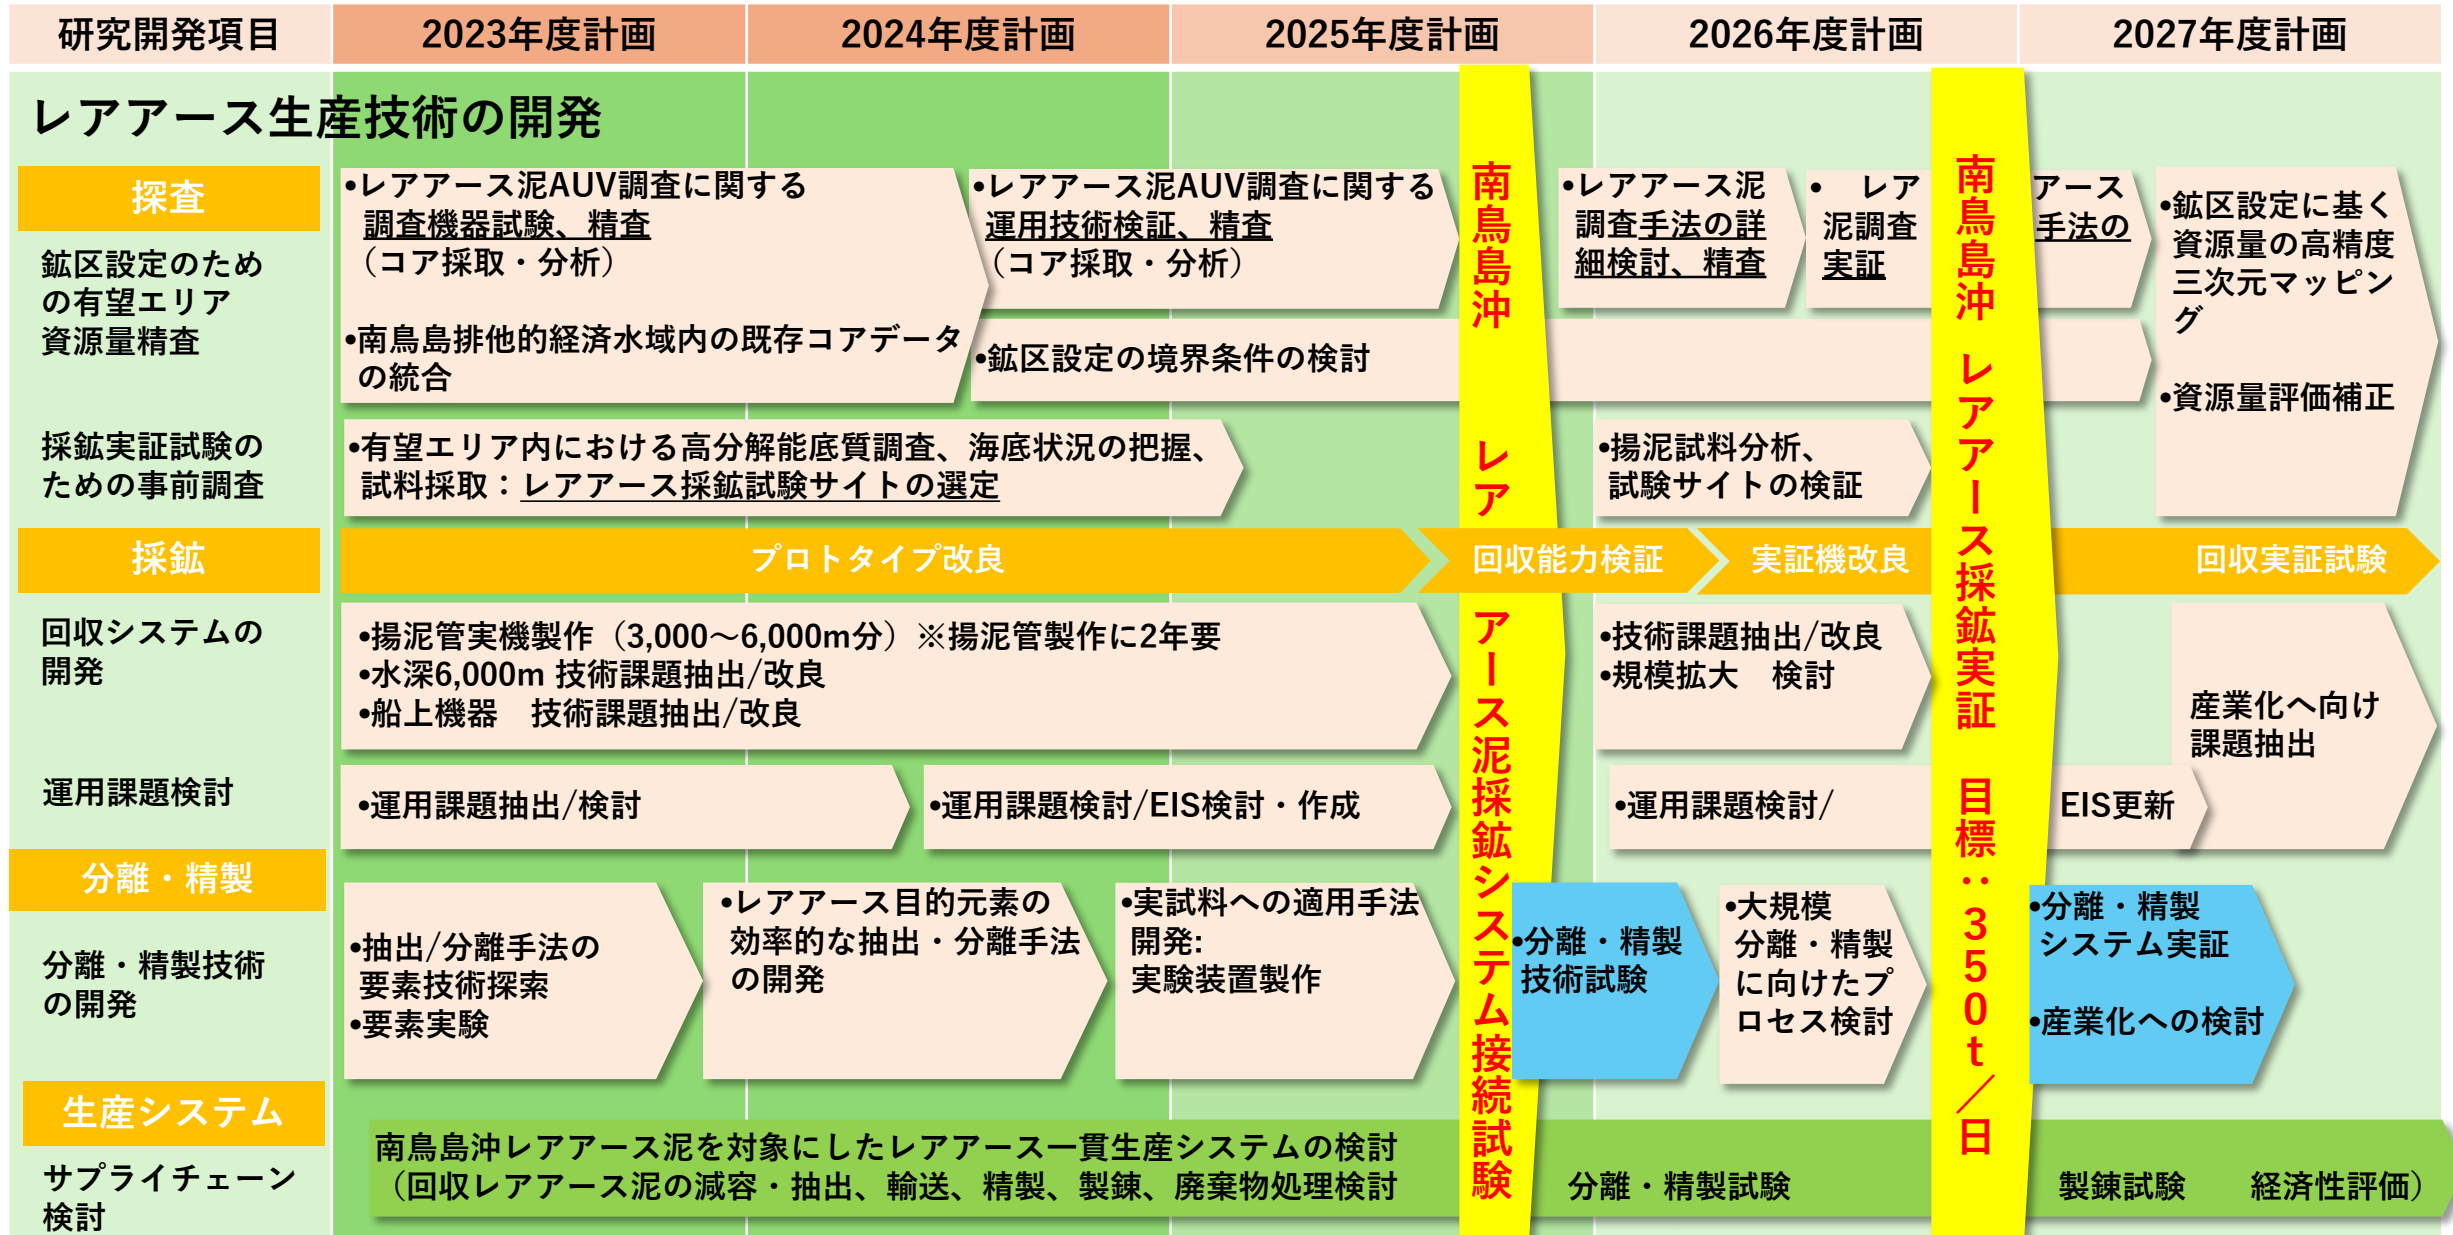 研究開発項目
2023年度計画
2024年度計画
2025年度計画
2026年度計画
2027年度計画
レアアース生産技術の開発
探査
鉱区設定のため
の有望エリア
資源量精査
•レアアース泥AUV調査に関する
調査機器試験、精査
（コア採取・分析）
•南鳥島排他的経済水域内の既存コアデータ
の統合
•レアアース泥AUV調査に関する
運用技術検証、精査
（コア採取・分析）
•鉱区設定の境界条件の検討
•レアアース泥
調査手法の詳
細検討、精査
• レア アース
泥調査 手法の
実証
•鉱区設定に基く
資源量の高精度
三次元マッピン
グ
•資源量評価補正
採鉱実証試験の
ための事前調査
•有望エリア内における高分解能底質調査、海底状況の把握、
試料採取：レアアース採鉱試験サイトの選定
•揚泥試料分析、
試験サイトの検証
採鉱
プロトタイプ改良
回収能力検証
実証機改良
回収実証試験
回収システムの
開発
•揚泥管実機製作（3,000～6,000m分）※揚泥管製作に2年要
•水深6,000m 技術課題抽出/改良
•船上機器 技術課題抽出/改良
•技術課題抽出/改良
•規模拡大 検討
産業化へ向け
課題抽出
運用課題検討
•運用課題抽出/検討
•運用課題検討/EIS検討・作成
•運用課題検討/ EIS更新
分離・精製
分離・精製技術
の開発
•抽出/分離手法の
要素技術探索
•要素実験
•レアアース目的元素の
効率的な抽出・分離手法
の開発
•実試料への適用手法
開発:
実験装置製作
•分離・精製
技術試験
•大規模
分離・精製
に向けたプ
ロセス検討
•分離・精製
システム実証
•産業化への検討
生産システム
サプライチェーン
検討
南鳥島沖レアアース泥を対象にしたレアアース一貫生産システムの検討
（回収レアアース泥の減容・抽出、輸送、精製、製錬、廃棄物処理検討 分離・精製試験 製錬試験 経済性評価）
南鳥島沖 レアアース泥採鉱システム接続試験
南鳥島沖 レアアース採鉱実証 目標：350t／日